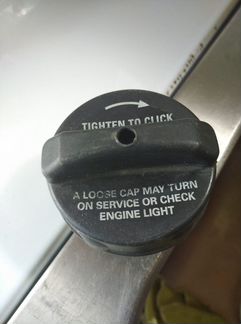 TIGHTEN TO CLICK
A LOOSE CAP MAY TURN
ON SERVICE OR CHECK
ENGINE LIGHT